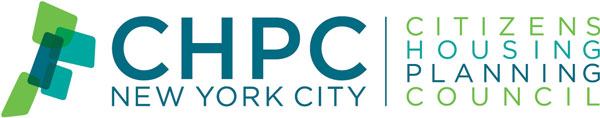 CHPC
NEW YORK CITY
CITIZENS
HOUSING
PLANNING
COUNCIL